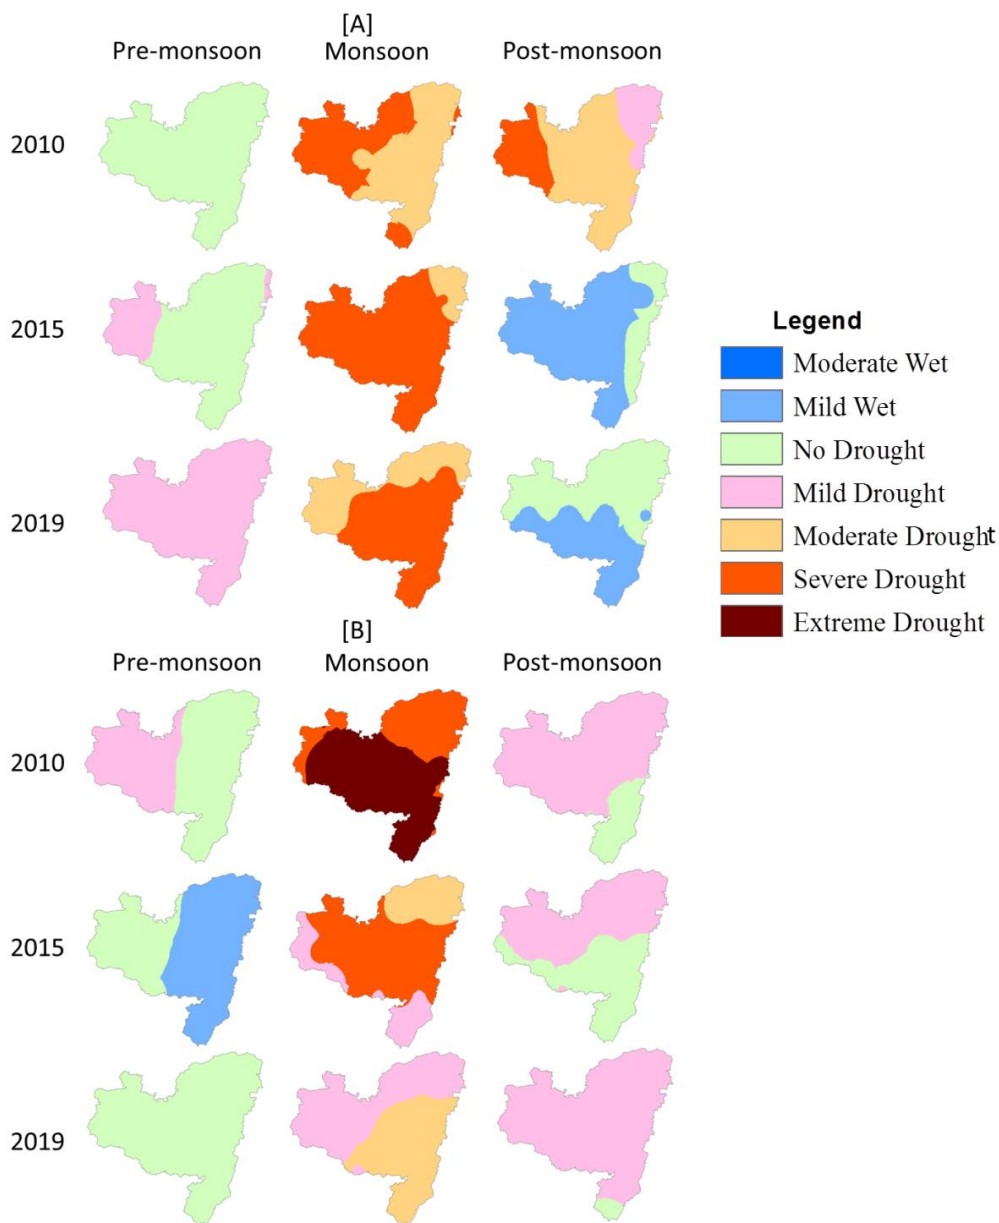 [A]
Pre-monsoon Monsoon Post-monsoon
2010
2015
2019
Legend
Moderate Wet
Mild Wet
No Drought
Mild Drought
Moderate Drought
Severe Drought
Extreme Drought
[B]
Pre-monsoon Monsoon Post-monsoon
2010
2015
2019